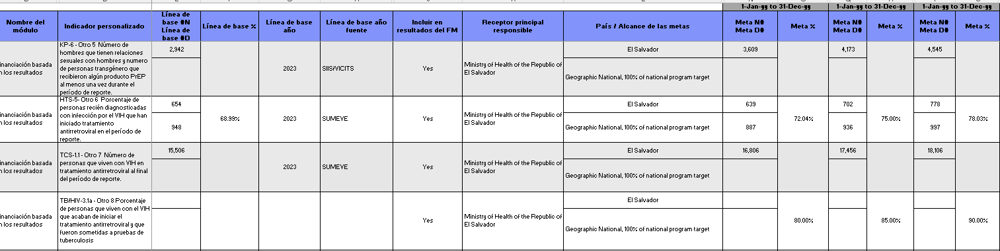 1-Jan-yy to 31-Dec-yy 1-Jan-yy to 31-Dec-yy 1-Jan-yy to 31-Dec-yy
Nombre del módulo Indicador personalizado Línea de base #N Línea de base #D Línea de base % Línea de base año Línea de base año fuente Incluir en resultados del FM Receptor principal responsible País / Alcance de las metas Meta N# Meta D# Meta % Meta N# Meta D# Meta % Meta N# Meta D# Meta %
inanciación basada
n los resultados
KP-6 - Otro 5 Número de
hombres que tienen relaciones
sexuales con hombres y numero
de personas transgénero que
recibieron algún producto PrEP
al menos una vez durante el
período de reporte.
2,942
2023
SIIS/VICITS
Yes
Ministry of Health of the Republic of
El Salvador
El Salvador
Geographic National, 100% of national program target
3,609
4,173
4,545
inanciación basada
n los resultados
HTS-5- Otro 6 Porcentaje de
personas recién diagnosticadas
con infección por el VIH que han
iniciado tratamiento
antirretroviral en el período de
reporte.
654
948
68.99%
2023
SUMEVE
Yes
Ministry of Health of the Republic of
El Salvador
El Salvador
Geographic National, 100% of national program target
639
887
72.04%
702
936
75.00%
778
997
78.03%
inanciación basada
n los resultados
TCS-1.1 - Otro 7 Número de
personas que viven con VIH en
tratamiento antirretroviral al final
del período de reporte.
15,506
2023
SUMEVE
Yes
Ministry of Health of the Republic of
El Salvador
El Salvador
Geographic National, 100% of national program target
16,806
17,456
18,106
inanciación basada
n los resultados
TB/HIV-3.1a - Otro 8 Porcentaje
de personas que viven con el VIH
que acaban de iniciar el
tratamiento antirretroviral y que
fueron sometidas a pruebas de
tuberculosis
Yes
Ministry of Health of the Republic of
El Salvador
El Salvador
Geographic National, 100% of national program target
80.00%
85.00%
90.00%